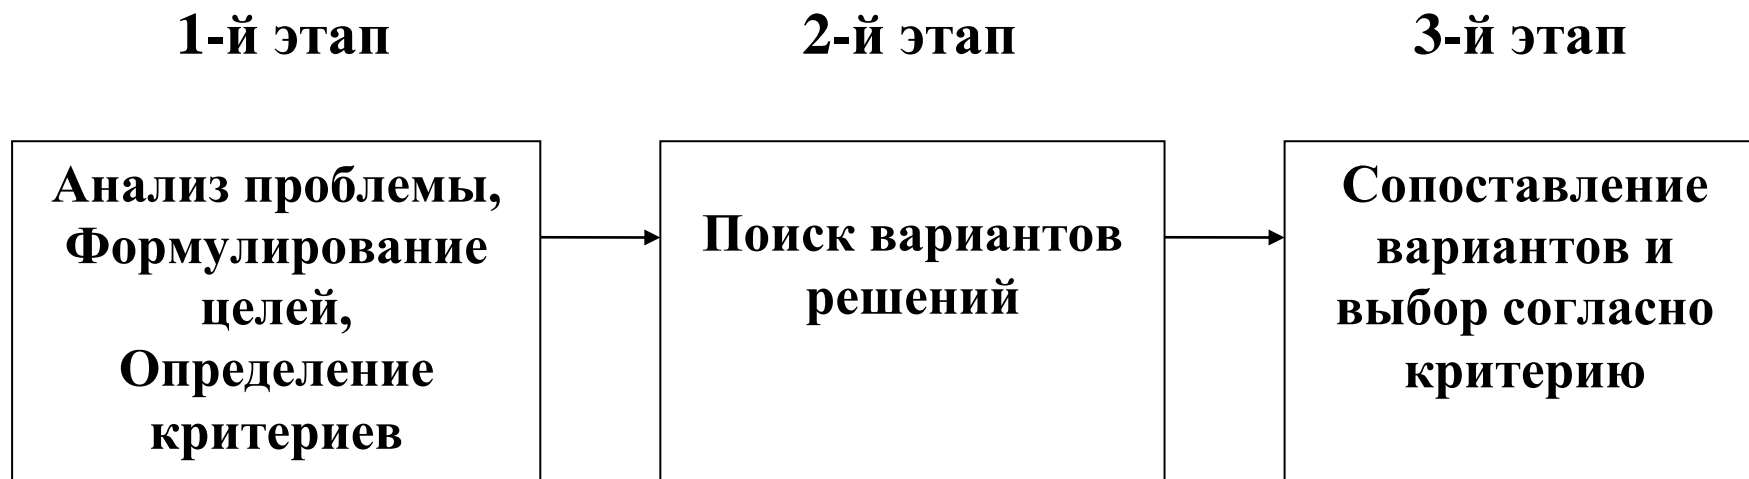 1-й этап
2-й этап
3-й этап
Анализ проблемы,
Формулирование
целей,
Определение
критериев
Поиск вариантов
решений
Сопоставление
вариантов и
выбор согласно
критерию